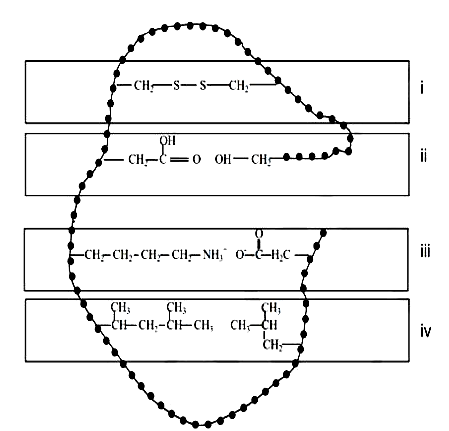 CH₂—S—S—CH₂ i
OH
CH₂—C═O OH—CH₂ ii
O
CH₂—CH₂—CH₂—CH₂—NH₃⁻ O⁻—C—H₂C iii
CH₃ CH₃ CH₃
CH—CH₂—CH—CH₃ CH₃—CH iv
CH₂